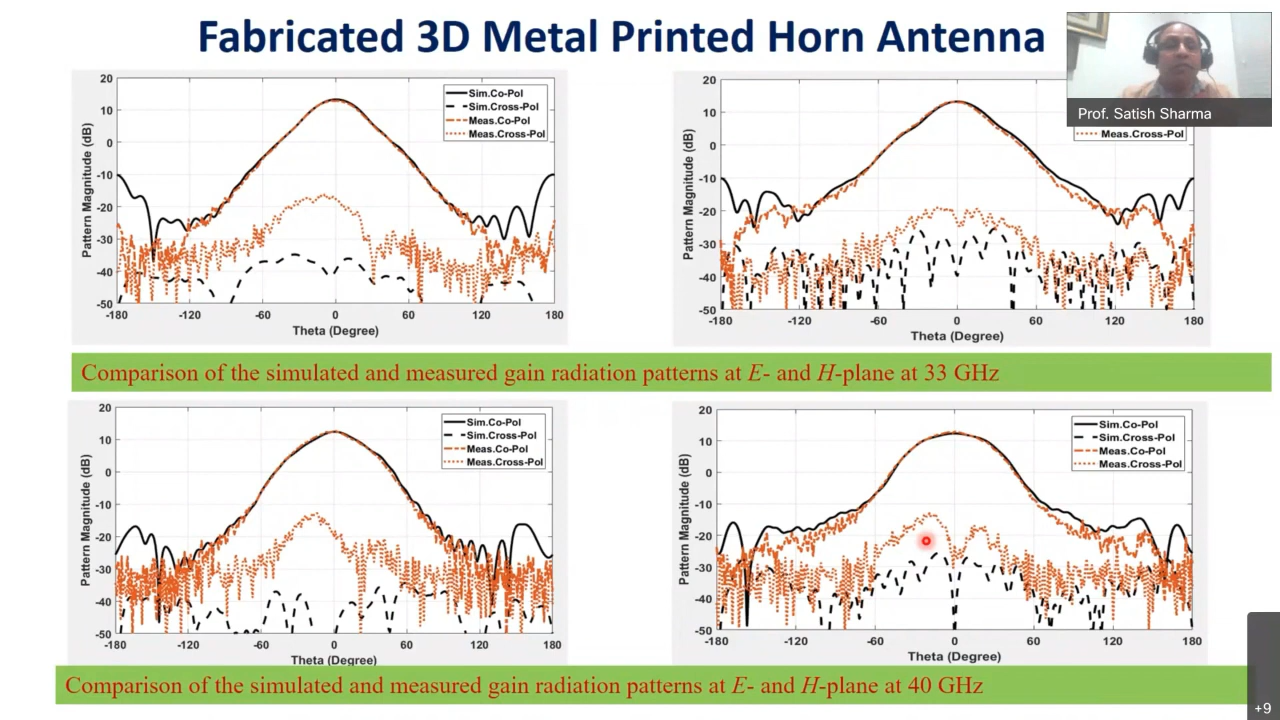 Fabricated 3D Metal Printed Horn Antenna
Prof. Satish Sharma
20
10
0
-10
-20
-30
-40
-50
Pattern Magnitude (dB)
Sim.Co-Pol
Sim.Cross-Pol
Meas.Co-Pol
Meas.Cross-Pol
-180 -120 -60 0 60 120 180
Theta (Degree)
20
10
0
-10
-20
-30
-40
-50
Pattern Magnitude (dB)
Meas.Cross-Pol
-180 -120 -60 0 60 120 180
Theta (Degree)
Comparison of the simulated and measured gain radiation patterns at E- and H-plane at 33 GHz
20
10
0
-10
-20
-30
-40
-50
Pattern Magnitude (dB)
Sim.Co-Pol
Sim.Cross-Pol
Meas.Co-Pol
Meas.Cross-Pol
-180 -120 -60 0 60 120 180
Theta (Degree)
20
10
0
-10
-20
-30
-40
-50
Pattern Magnitude (dB)
Sim.Co-Pol
Sim.Cross-Pol
Meas.Co-Pol
Meas.Cross-Pol
-180 -120 -60 0 60 120 180
Theta (Degree)
Comparison of the simulated and measured gain radiation patterns at E- and H-plane at 40 GHz
+9